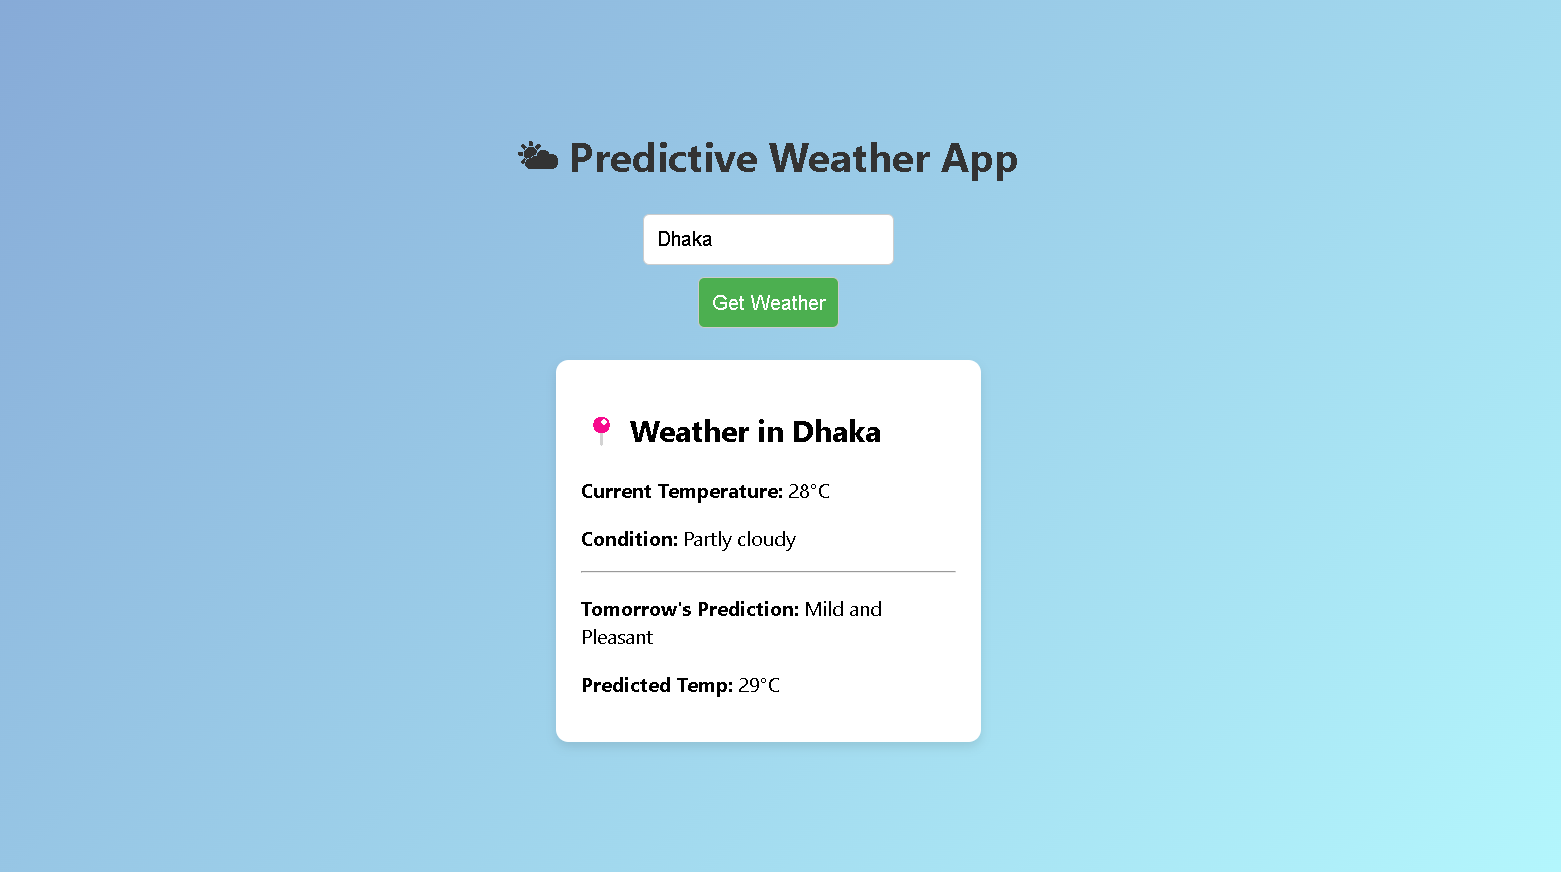 Predictive Weather App
Dhaka
Get Weather
Weather in Dhaka
Current Temperature: 28°C
Condition: Partly cloudy
Tomorrow's Prediction: Mild and
Pleasant
Predicted Temp: 29°C